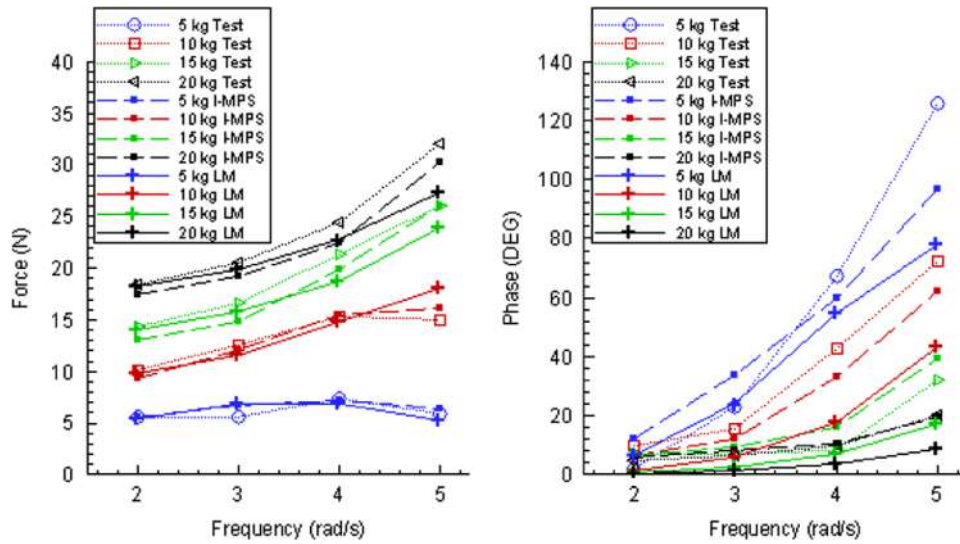 5 kg Test
10 kg Test
15 kg Test
20 kg Test
5 kg I-MPS
10 kg I-MPS
15 kg I-MPS
20 kg I-MPS
5 kg LM
10 kg LM
15 kg LM
20 kg LM
40
35
30
25
20
15
10
5
0
Force (N)
2 3 4 5
Frequency (rad/s)
5 kg Test
10 kg Test
15 kg Test
20 kg Test
5 kg I-MPS
10 kg I-MPS
15 kg I-MPS
20 kg I-MPS
5 kg LM
10 kg LM
15 kg LM
20 kg LM
140
120
100
80
60
40
20
0
Phase (DEG)
2 3 4 5
Frequency (rad/s)